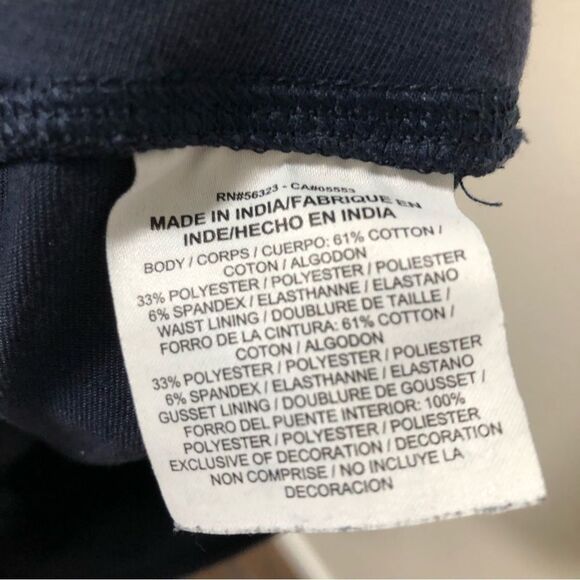 RN#56323 - CA#05553
MADE IN INDIA/FABRIQUE EN
INDE/HECHO EN INDIA
BODY / CORPS / CUERPO: 61% COTTON /
COTON / ALGODON
33% POLYESTER / POLYESTER / POLIESTER
6% SPANDEX / ELASTHANNE / ELASTANO
WAIST LINING / DOUBLURE DE TAILLE /
FORRO DE LA CINTURA: 61% COTTON /
COTON / ALGODON
33% POLYESTER / POLYESTER / POLIESTER
6% SPANDEX / ELASTHANNE / ELASTANO
GUSSET LINING / DOUBLURE DE GOUSSET /
FORRO DEL PUENTE INTERIOR: 100%
POLYESTER / POLYESTER / POLIESTER
EXCLUSIVE OF DECORATION / DECORATION
NON COMPRISE / NO INCLUYE LA
DECORACION